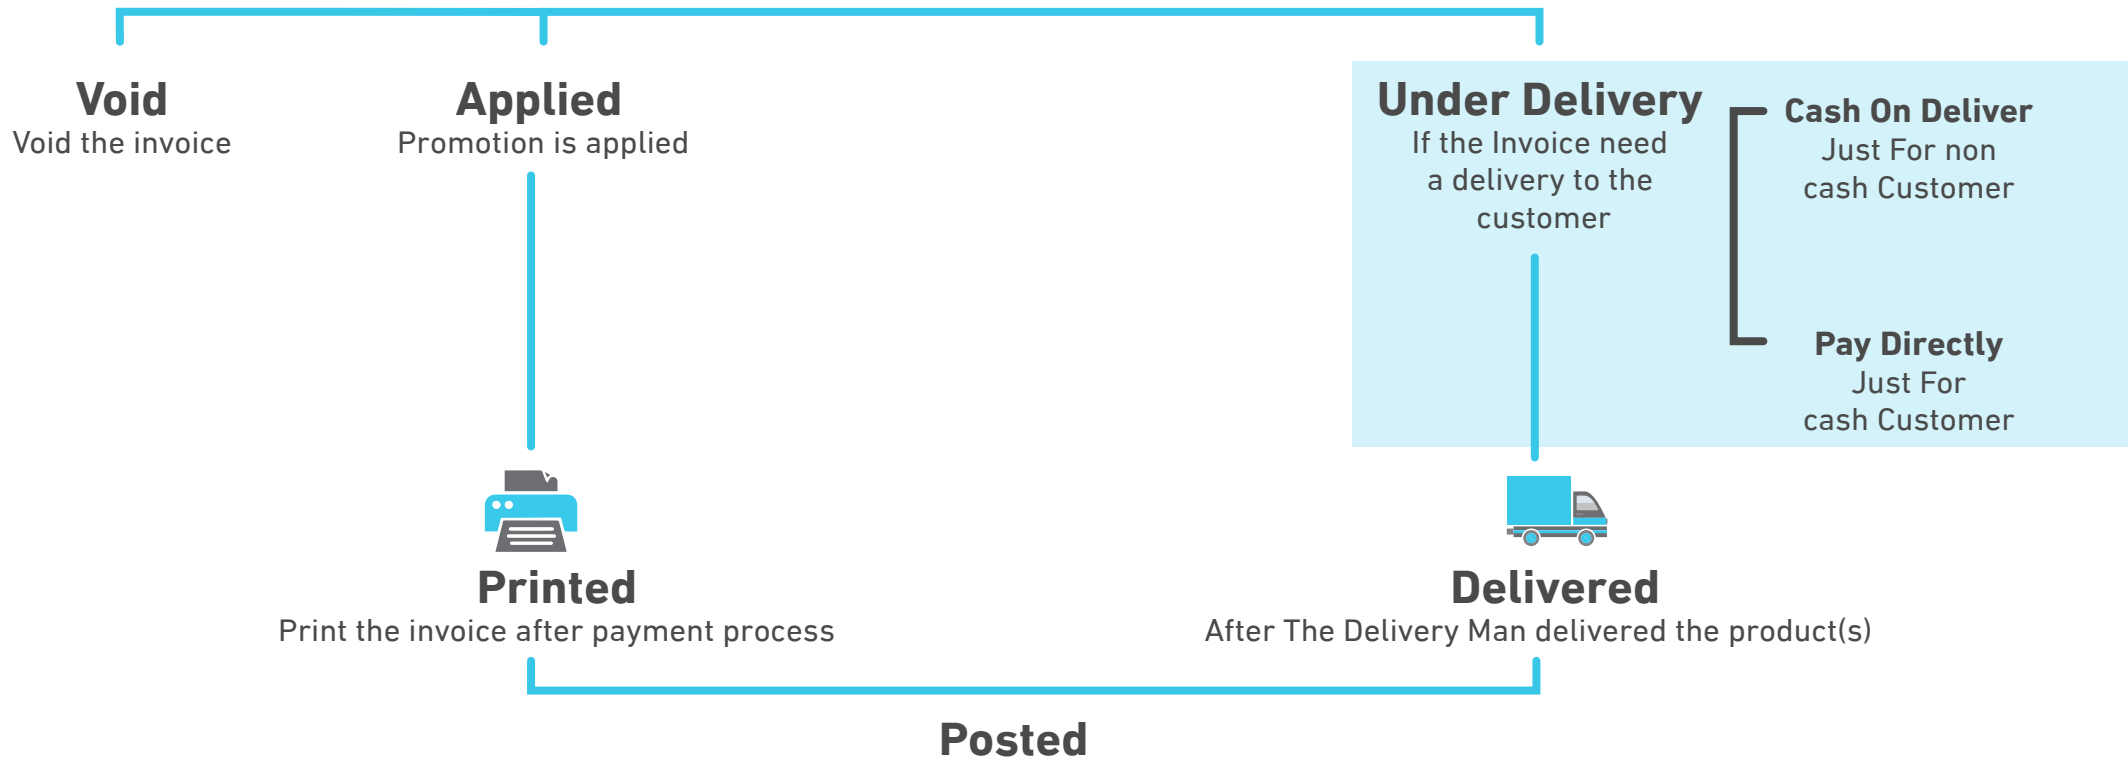 Void
Void the invoice
Applied
Promotion is applied
Under Delivery
If the Invoice need
a delivery to the
customer
Cash On Deliver
Just For non
cash Customer
Pay Directly
Just For
cash Customer
Printed
Print the invoice after payment process
Delivered
After The Delivery Man delivered the product(s)
Posted